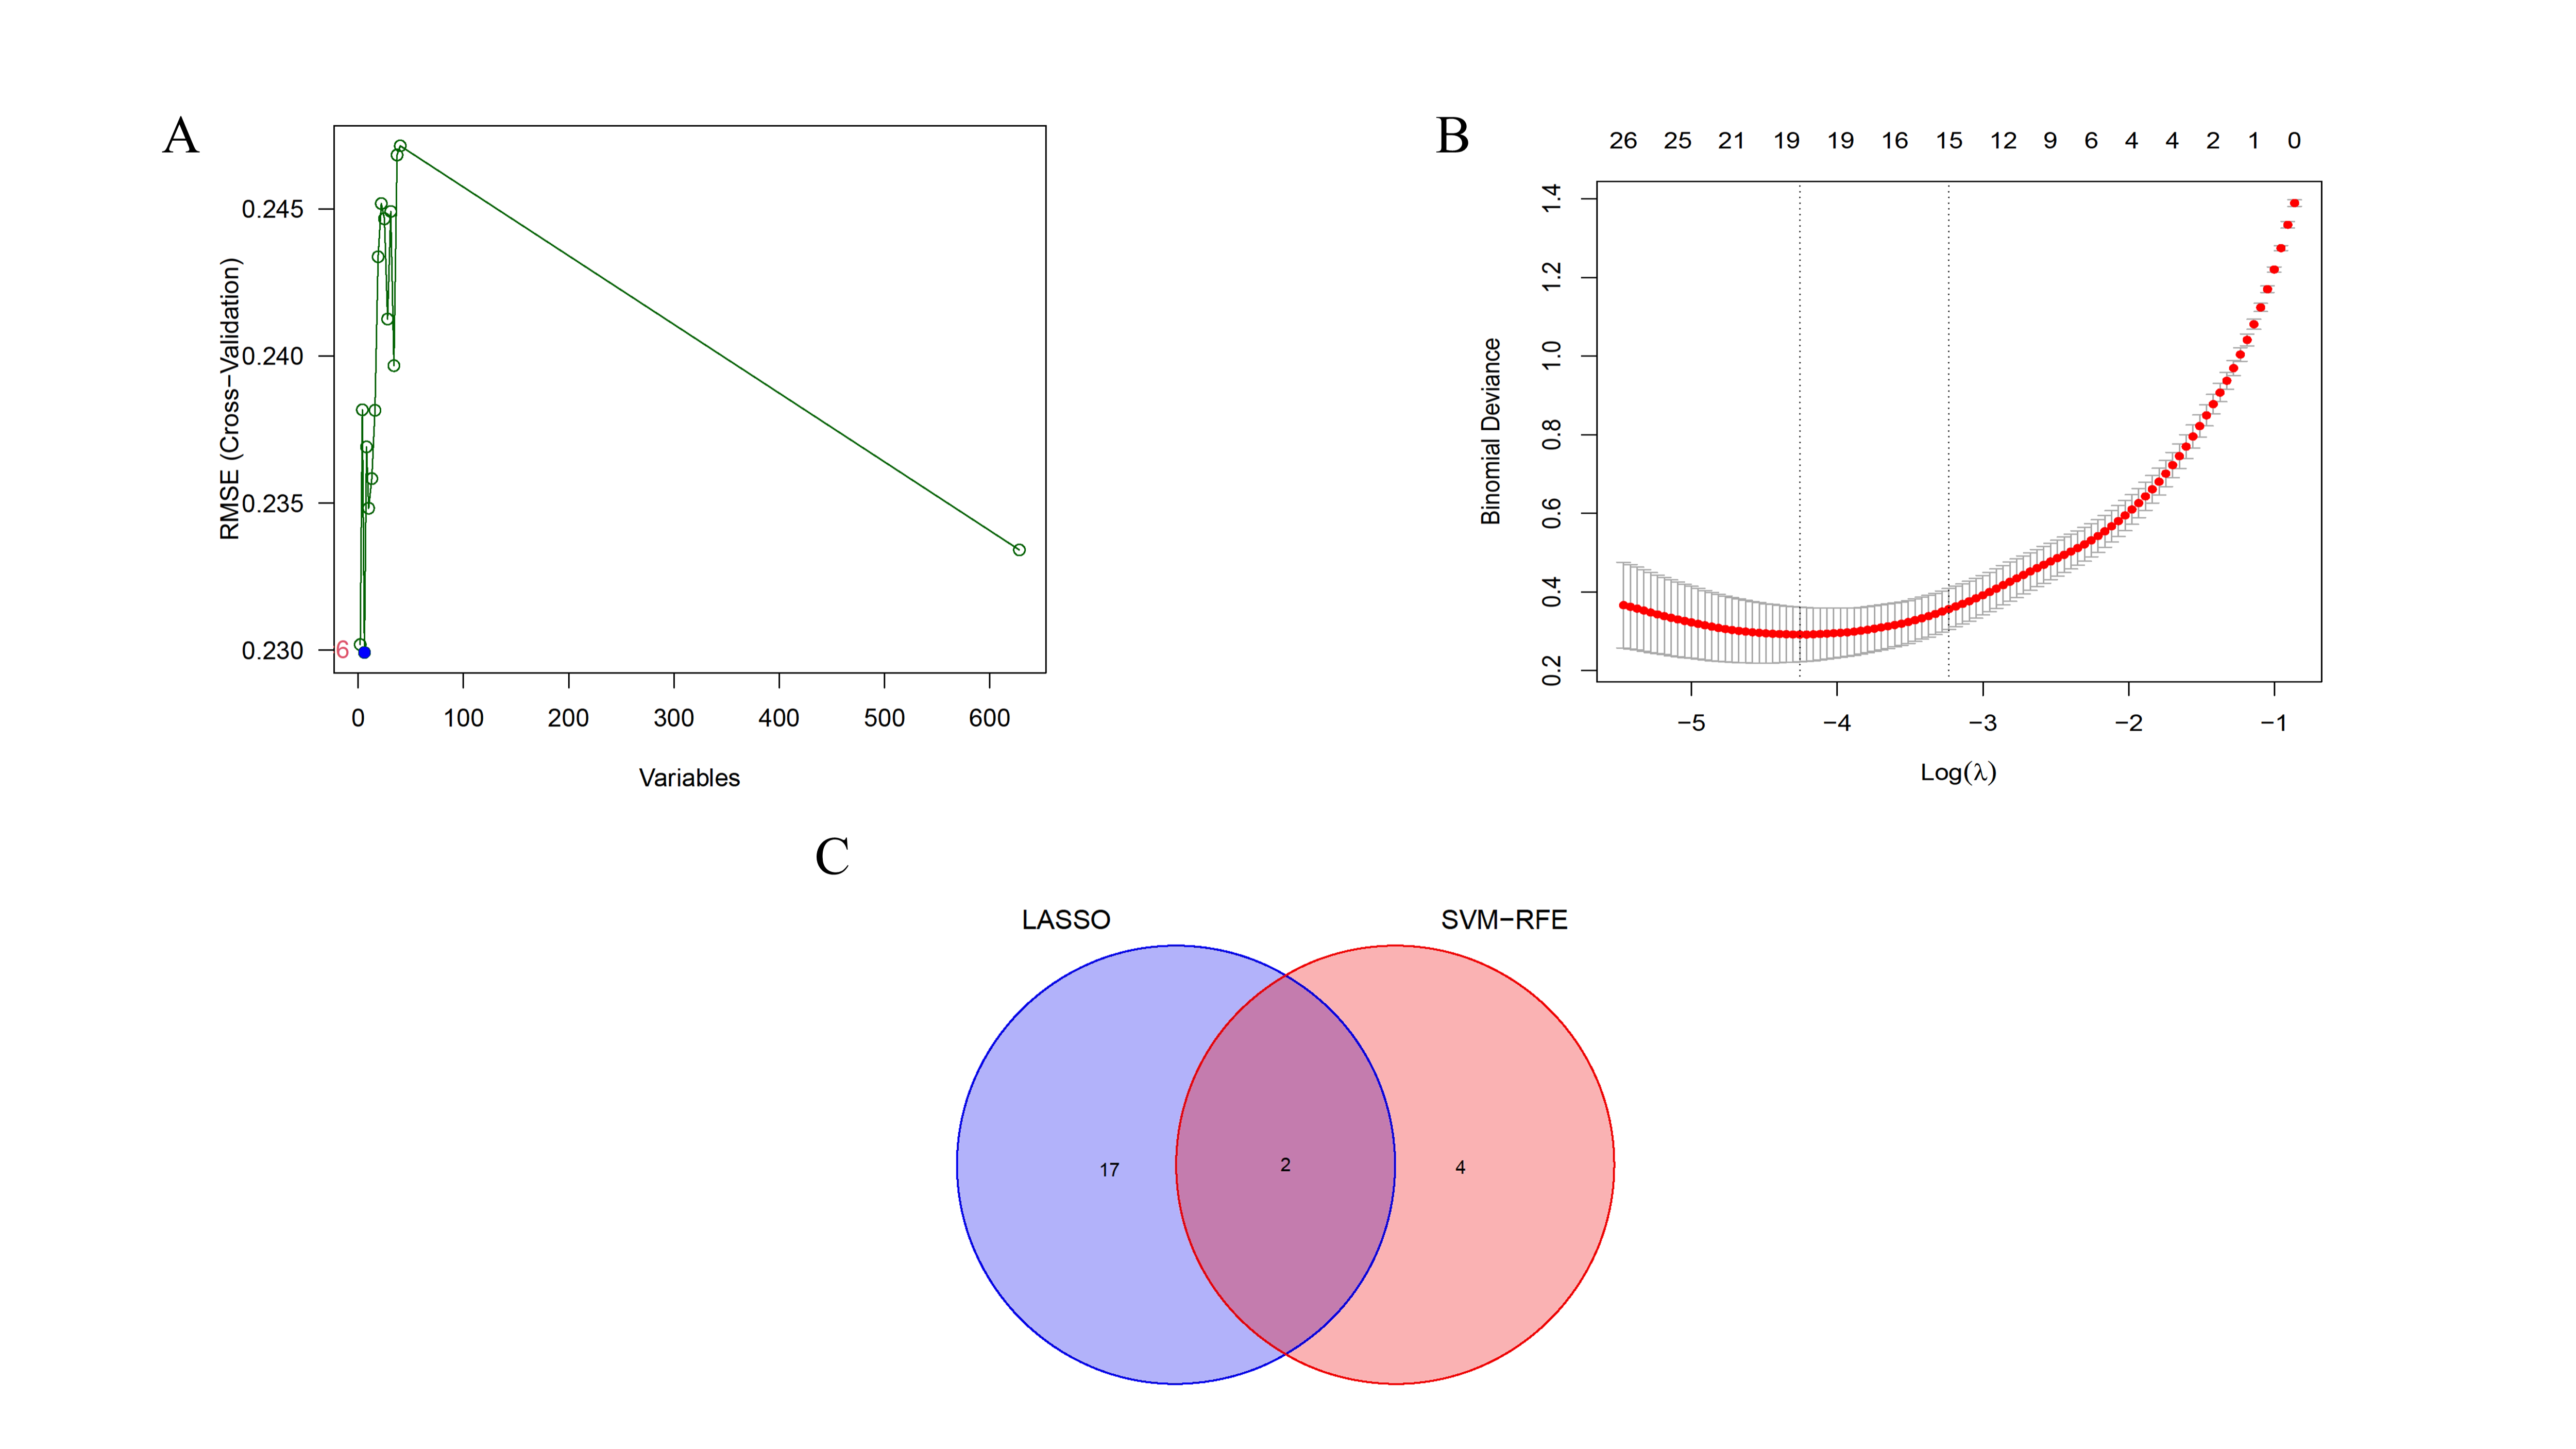 A
0.245
0.240
0.235
0.230
RMSE (Cross−Validation)
6
0 100 200 300 400 500 600
Variables
B
26 25 21 19 19 16 15 12 9 6 4 4 2 1 0
1.4
1.2
1.0
0.8
0.6
0.4
0.2
Binomial Deviance
−5 −4 −3 −2 −1
Log(λ)
C
LASSO SVM−RFE
17 2 4